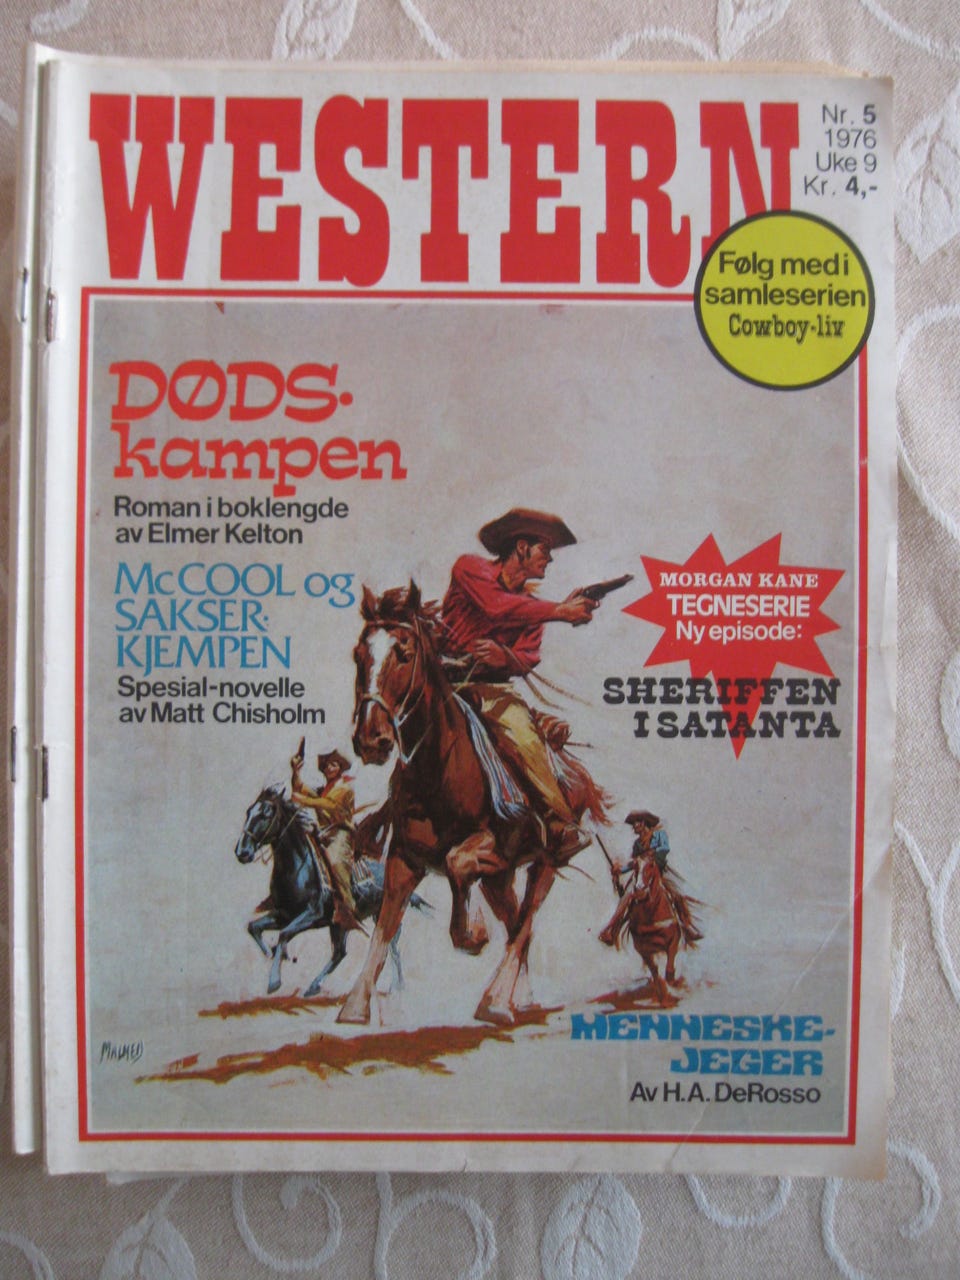 WESTERN
Nr. 5
1976
Uke 9
Kr. 4,-
Følg med i
samleserien
Cowboy-liv
DØDS-
kampen
Roman i boklengde
av Elmer Kelton
McCOOL og
SAKSER-
KJEMPEN
Spesial-novelle
av Matt Chisholm
MORGAN KANE
TEGNESERIE
Ny episode:
SHERIFFEN
I SATANTA
MENNESKE-
JEGER
Av H.A. DeRosso